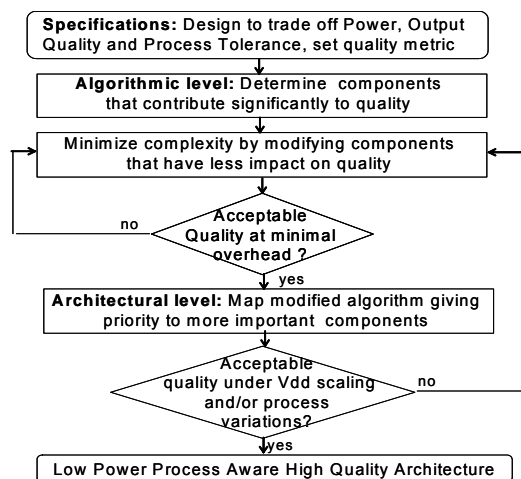 Specifications: Design to trade off Power, Output
Quality and Process Tolerance, set quality metric
Algorithmic level: Determine components
that contribute significantly to quality
Minimize complexity by modifying components
that have less impact on quality
no
Acceptable
Quality at minimal
overhead ?
yes
Architectural level: Map modified algorithm giving
priority to more important components
Acceptable
quality under Vdd scaling
and/or process
variations?
no
yes
Low Power Process Aware High Quality Architecture